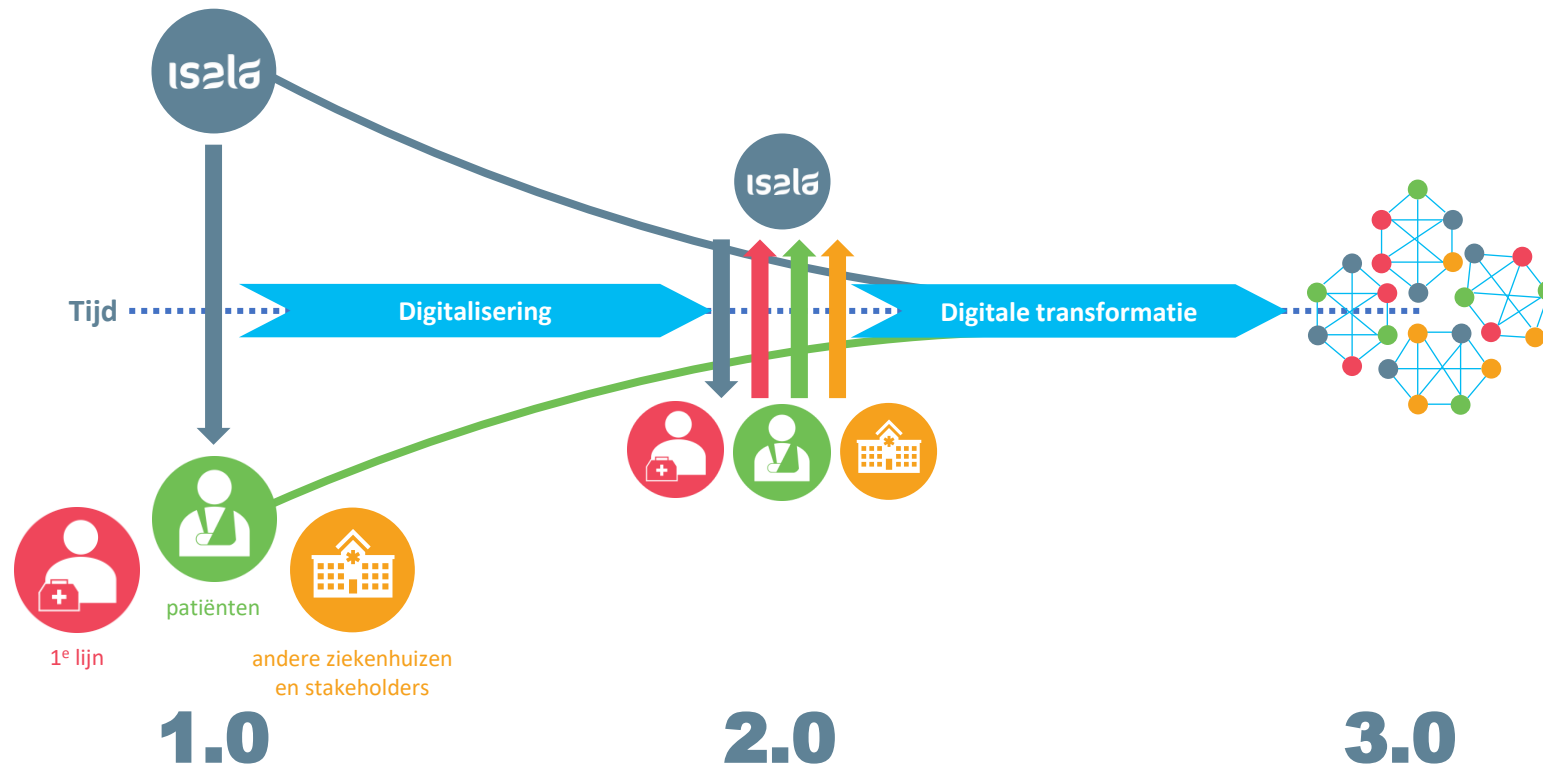 isala
isala
Tijd
Digitalisering
Digitale transformatie
patiënten
1e lijn
andere ziekenhuizen
en stakeholders
1.0
2.0
3.0